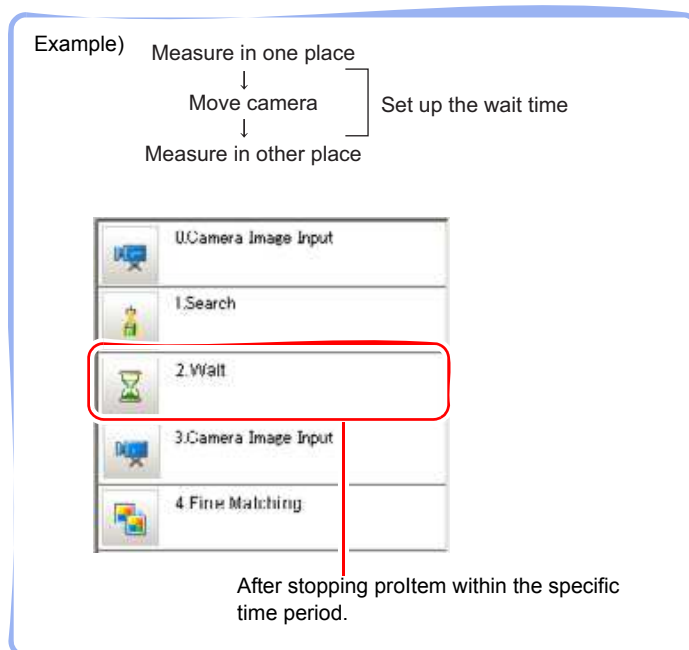 Example)
Measure in one place
↓
Move camera
Set up the wait time
↓
Measure in other place
0.Camera Image Input
1.Search
2.Wait
3.Camera Image Input
4 Fine Matching
After stopping proItem within the specific
time period.